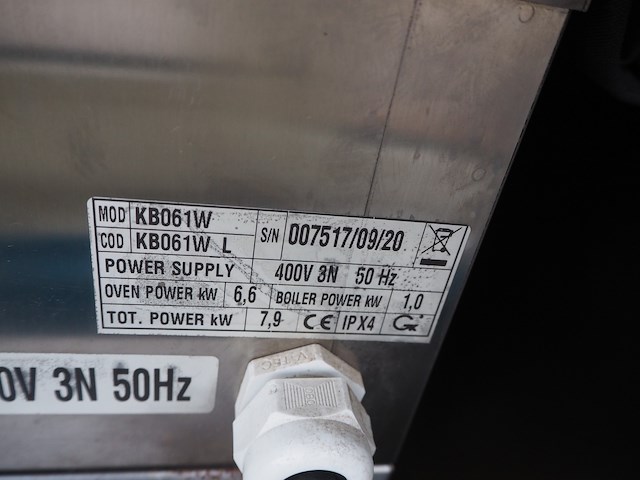 MOD KB061W
COD KB061W L
S/N 007517/09/20
POWER SUPPLY 400V 3N 50 Hz
OVEN POWER kW 6,6 BOILER POWER kW 1,0
TOT. POWER kW 7,9 CE IPX4
0V 3N 50Hz